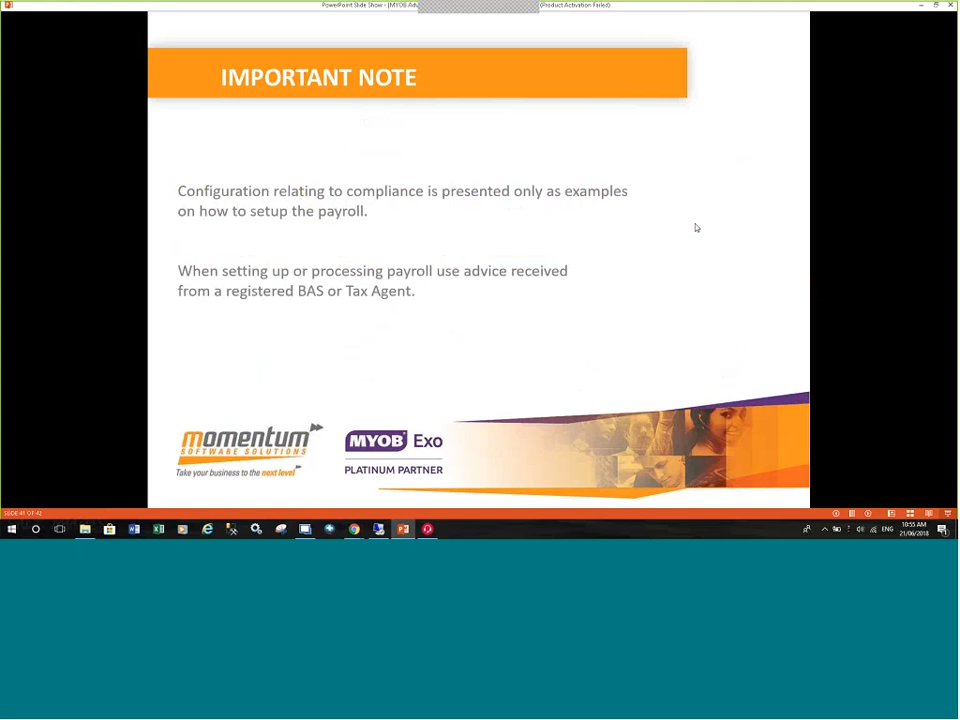 PowerPoint Slide Show - [MYOB Adv
(Product Activation Failed)
IMPORTANT NOTE
Configuration relating to compliance is presented only as examples
on how to setup the payroll.
When setting up or processing payroll use advice received
from a registered BAS or Tax Agent.
momentum
SOFTWARE SOLUTIONS
Take your business to the next level
MYOB Exo
PLATINUM PARTNER
SLIDE 41 OF 42
ENG
10:55 AM
21/06/2018